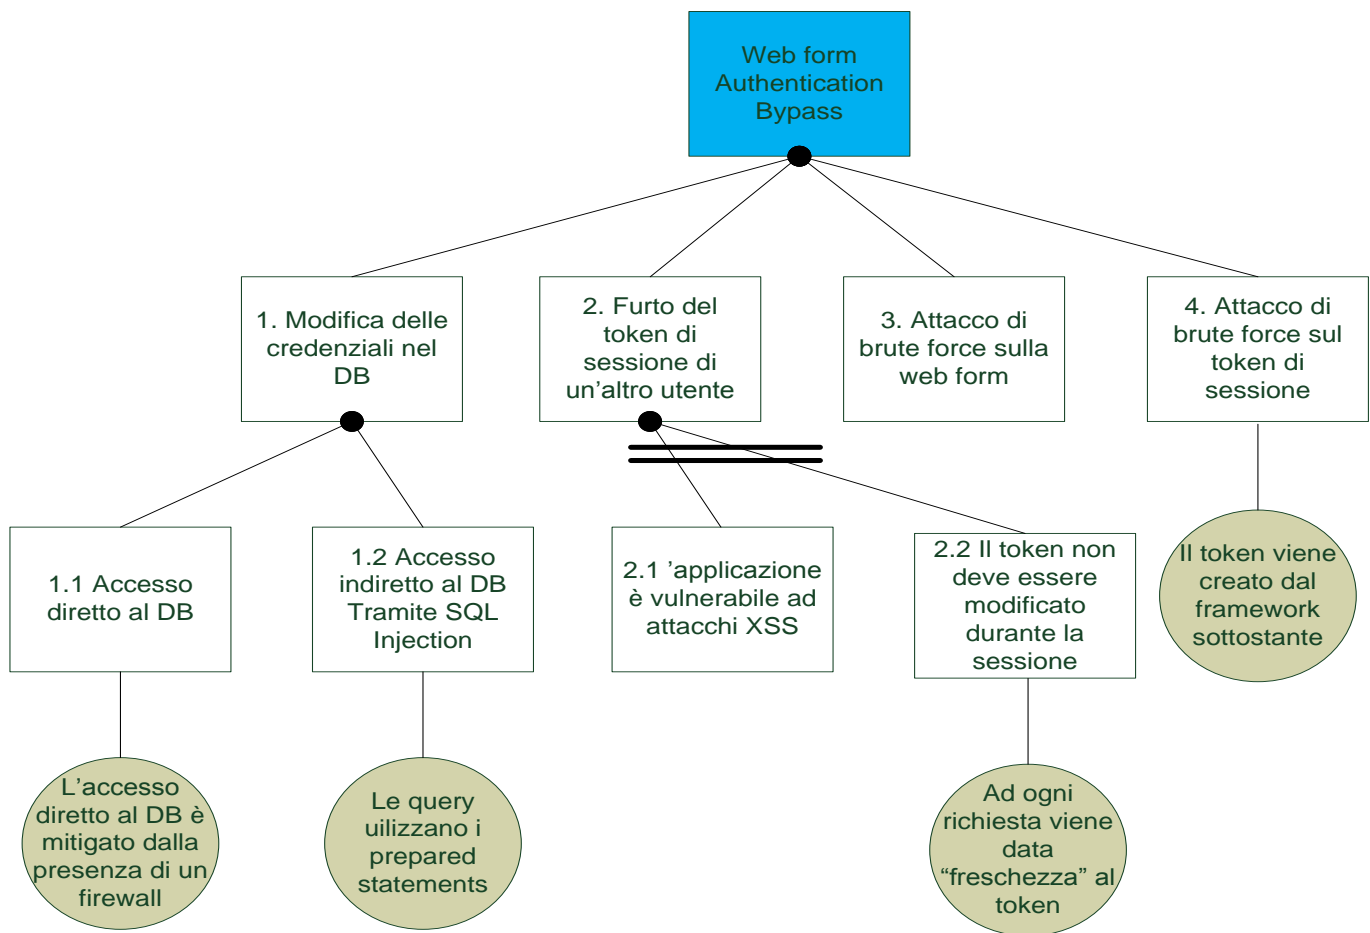 Web form
Authentication
Bypass
1. Modifica delle
credenziali nel
DB
2. Furto del
token di
sessione di
un’altro utente
3. Attacco di
brute force sulla
web form
4. Attacco di
brute force sul
token di
sessione
1.1 Accesso
diretto al DB
1.2 Accesso
indiretto al DB
Tramite SQL
Injection
2.1 ’applicazione
è vulnerabile ad
attacchi XSS
2.2 Il token non
deve essere
modificato
durante la
sessione
Il token viene
creato dal
framework
sottostante
L’accesso
diretto al DB è
mitigato dalla
presenza di un
firewall
Le query
uilizzano i
prepared
statements
Ad ogni
richiesta viene
data
“freschezza” al
token